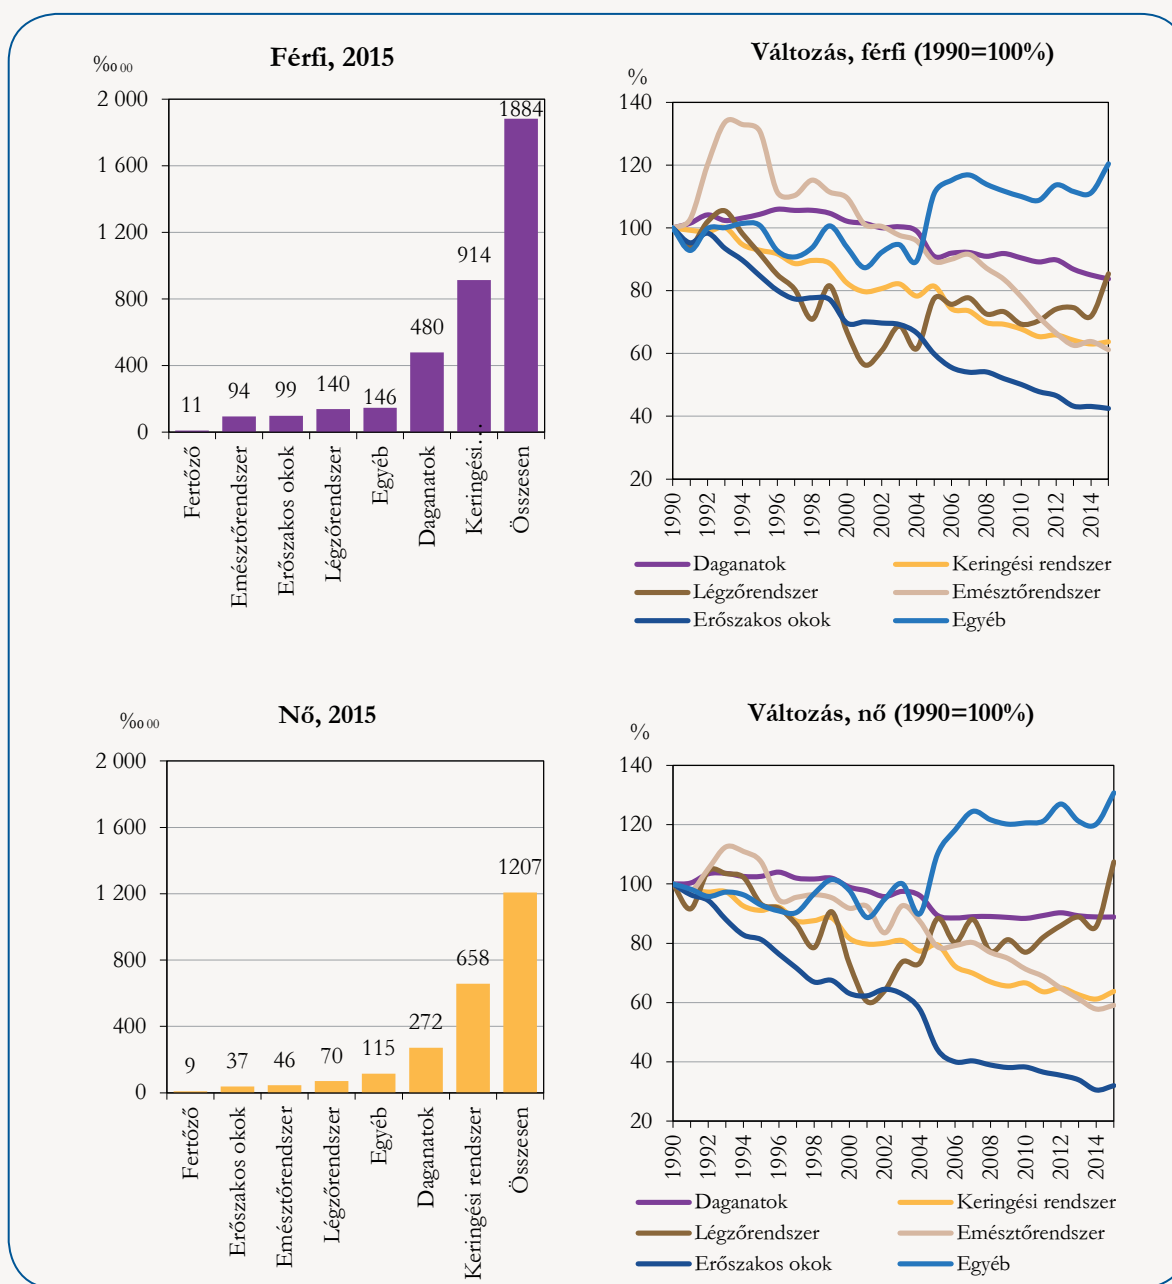 Férfi, 2015
‰00
2 000
1 600
1 200
800
400
0
11
94
99
140
146
480
914
1884
Fertőző
Emésztőrendszer
Erőszakos okok
Légzőrendszer
Egyéb
Daganatok
Keringési…
Összesen
Változás, férfi (1990=100%)
%
140
120
100
80
60
40
20
1990
1992
1994
1996
1998
2000
2002
2004
2006
2008
2010
2012
2014
Daganatok
Keringési rendszer
Légzőrendszer
Emésztőrendszer
Erőszakos okok
Egyéb
Nő, 2015
‰00
2 000
1 600
1 200
800
400
0
9
37
46
70
115
272
658
1207
Fertőző
Erőszakos okok
Emésztőrendszer
Légzőrendszer
Egyéb
Daganatok
Keringési rendszer
Összesen
Változás, nő (1990=100%)
%
140
120
100
80
60
40
20
1990
1992
1994
1996
1998
2000
2002
2004
2006
2008
2010
2012
2014
Daganatok
Keringési rendszer
Légzőrendszer
Emésztőrendszer
Erőszakos okok
Egyéb